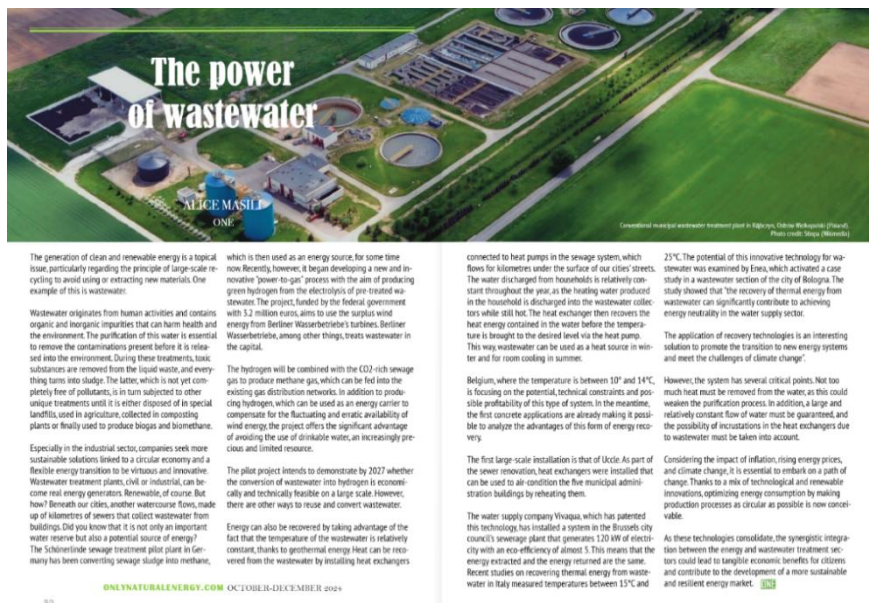 The power
of wastewater
ALICE MASILI
ONE
Conventional municipal wastewater treatment plant in
Ostrów Wielkopolski (Poland).
Photo credit: (Wikimedia)
The generation of clean and renewable energy is a topical
issue, particularly regarding the principle of large-scale re-
cycling to avoid using or extracting new materials. One
example of this is wastewater.
Wastewater originates from human activities and contains
organic and inorganic impurities that can harm health and
the environment. The purification of this water is essential
to remove the contaminations present before it is relea-
sed into the environment. During these treatments, toxic
substances are removed from the liquid waste, and every-
thing turns into sludge. The latter, which is not yet com-
pletely free of pollutants, is in turn subjected to other
unique treatments until it is either disposed of in special
landfills, used in agriculture, collected in composting
plants or finally used to produce biogas and biomethane.
Especially in the industrial sector, companies seek more
sustainable solutions linked to a circular economy and a
flexible energy transition to be virtuous and innovative.
Wastewater treatment plants, civil or industrial, can be-
come real energy generators. Renewable, of course. But
how? Beneath our cities, another watercourse flows, made
up of kilometres of sewers that collect wastewater from
buildings. Did you know that it is not only an important
water reserve but also a potential source of energy?
The Schönerlinde sewage treatment pilot plant in Ger-
many has been converting sewage sludge into methane,
which is then used as an energy source, for some time
now. Recently, however, it began developing a new and in-
novative "power-to-gas" process with the aim of producing
green hydrogen from the electrolysis of pre-treated wa-
stewater. The project, funded by the federal government
with 3.2 million euros, aims to use the surplus wind
energy from Berliner Wasserbetriebe's turbines. Berliner
Wasserbetriebe, among other things, treats wastewater in
the capital.
The hydrogen will be combined with the CO2-rich sewage
gas to produce methane gas, which can be fed into the
existing gas distribution networks. In addition to produ-
cing hydrogen, which can be used as an energy carrier to
compensate for the fluctuating and erratic availability of
wind energy, the project offers the significant advantage
of avoiding the use of drinkable water, an increasingly pre-
cious and limited resource.
The pilot project intends to demonstrate by 2027 whether
the conversion of wastewater into hydrogen is economi-
cally and technically feasible on a large scale. However,
there are other ways to reuse and convert wastewater.
Energy can also be recovered by taking advantage of the
fact that the temperature of the wastewater is relatively
constant, thanks to geothermal energy. Heat can be reco-
vered from the wastewater by installing heat exchangers
connected to heat pumps in the sewage system, which
flows for kilometres under the surface of our cities' streets.
The water discharged from households is relatively con-
stant throughout the year, as the heating water produced
in the household is discharged into the wastewater collec-
tors while still hot. The heat exchanger then recovers the
heat energy contained in the water before the tempera-
ture is brought to the desired level via the heat pump.
This way, wastewater can be used as a heat source in win-
ter and for room cooling in summer.
Belgium, where the temperature is between 10° and 14°C,
is focusing on the potential, technical constraints and pos-
sible profitability of this type of system. In the meantime,
the first concrete applications are already making it possi-
ble to analyze the advantages of this form of energy reco-
very.
The first large-scale installation is that of Uccle. As part of
the sewer renovation, heat exchangers were installed that
can be used to air-condition the five municipal admini-
stration buildings by reheating them.
The water supply company Vivaqua, which has patented
this technology, has installed a system in the Brussels city
council's sewerage plant that generates 120 kW of electri-
city with an eco-efficiency of almost 5. This means that the
energy extracted and the energy returned are the same.
Recent studies on recovering thermal energy from waste-
water in Italy measured temperatures between 15°C and
25°C. The potential of this innovative technology for wa-
stewater was examined by Enea, which activated a case
study in a wastewater section of the city of Bologna. The
study showed that "the recovery of thermal energy from
wastewater can significantly contribute to achieving
energy neutrality in the water supply sector.
The application of recovery technologies is an interesting
solution to promote the transition to new energy systems
and meet the challenges of climate change".
However, the system has several critical points. Not too
much heat must be removed from the water, as this could
weaken the purification process. In addition, a large and
relatively constant flow of water must be guaranteed, and
the possibility of incrustations in the heat exchangers due
to wastewater must be taken into account.
Considering the impact of inflation, rising energy prices,
and climate change, it is essential to embark on a path of
change. Thanks to a mix of technological and renewable
innovations, optimizing energy consumption by making
production processes as circular as possible is now concei-
vable.
As these technologies consolidate, the synergistic integra-
tion between the energy and wastewater treatment sec-
tors could lead to tangible economic benefits for citizens
and contribute to the development of a more sustainable
and resilient energy market. ONE
ONLYNATURALENERGY.COM OCTOBER-DECEMBER 2024